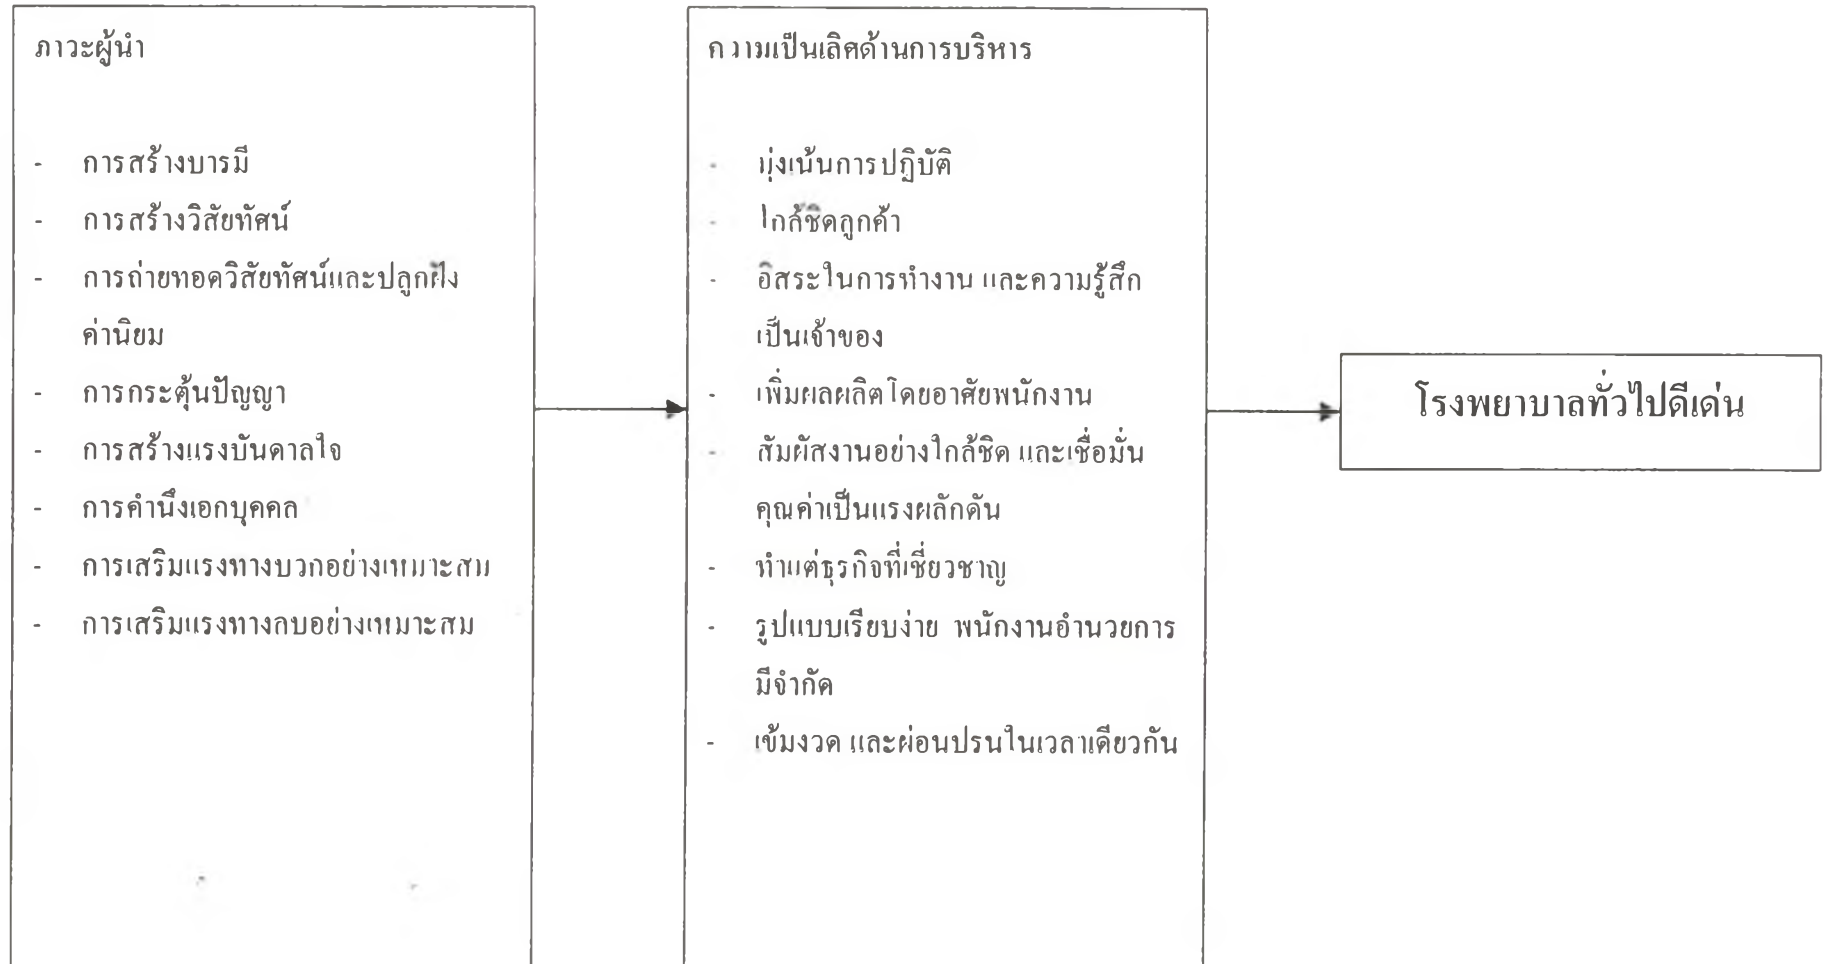 ภาวะผู้นำ
- การสร้างบารมี
- การสร้างวิสัยทัศน์
- การถ่ายทอดวิสัยทัศน์และปลูกฝัง
ค่านิยม
- การกระตุ้นปัญญา
- การสร้างแรงบันดาลใจ
- การคำนึงเอกบุคคล
- การเสริมแรงทางบวกอย่างเหมาะสม
- การเสริมแรงทางลบอย่างเหมาะสม
ความเป็นเลิศด้านการบริหาร
- มุ่งเน้นการปฏิบัติ
- ใกล้ชิดลูกค้า
- อิสระในการทำงาน และความรู้สึก
เป็นเจ้าของ
- เพิ่มผลผลิตโดยอาศัยพนักงาน
- สัมผัสงานอย่างใกล้ชิด และเชื่อมั่น
คุณค่าเป็นแรงผลักดัน
- ทำแต่ธุรกิจที่เชี่ยวชาญ
- รูปแบบเรียบง่าย พนักงานอำนวยการ
มีจำกัด
- เข้มงวด และผ่อนปรนในเวลาเดียวกัน
โรงพยาบาลทั่วไปดีเด่น